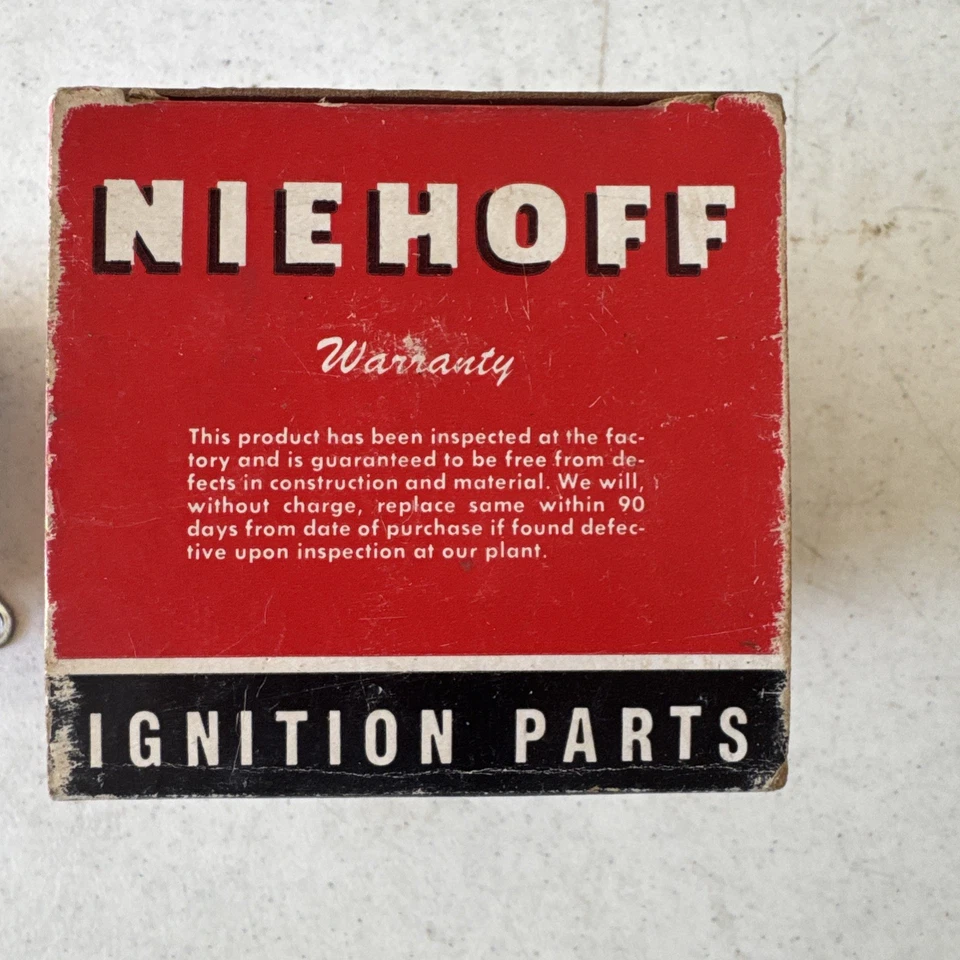 NIEHOFF
Warranty
This product has been inspected at the fac-
tory and is guaranteed to be free from de-
fects in construction and material. We will,
without charge, replace same within 90
days from date of purchase if found defec-
tive upon inspection at our plant.
IGNITION PARTS